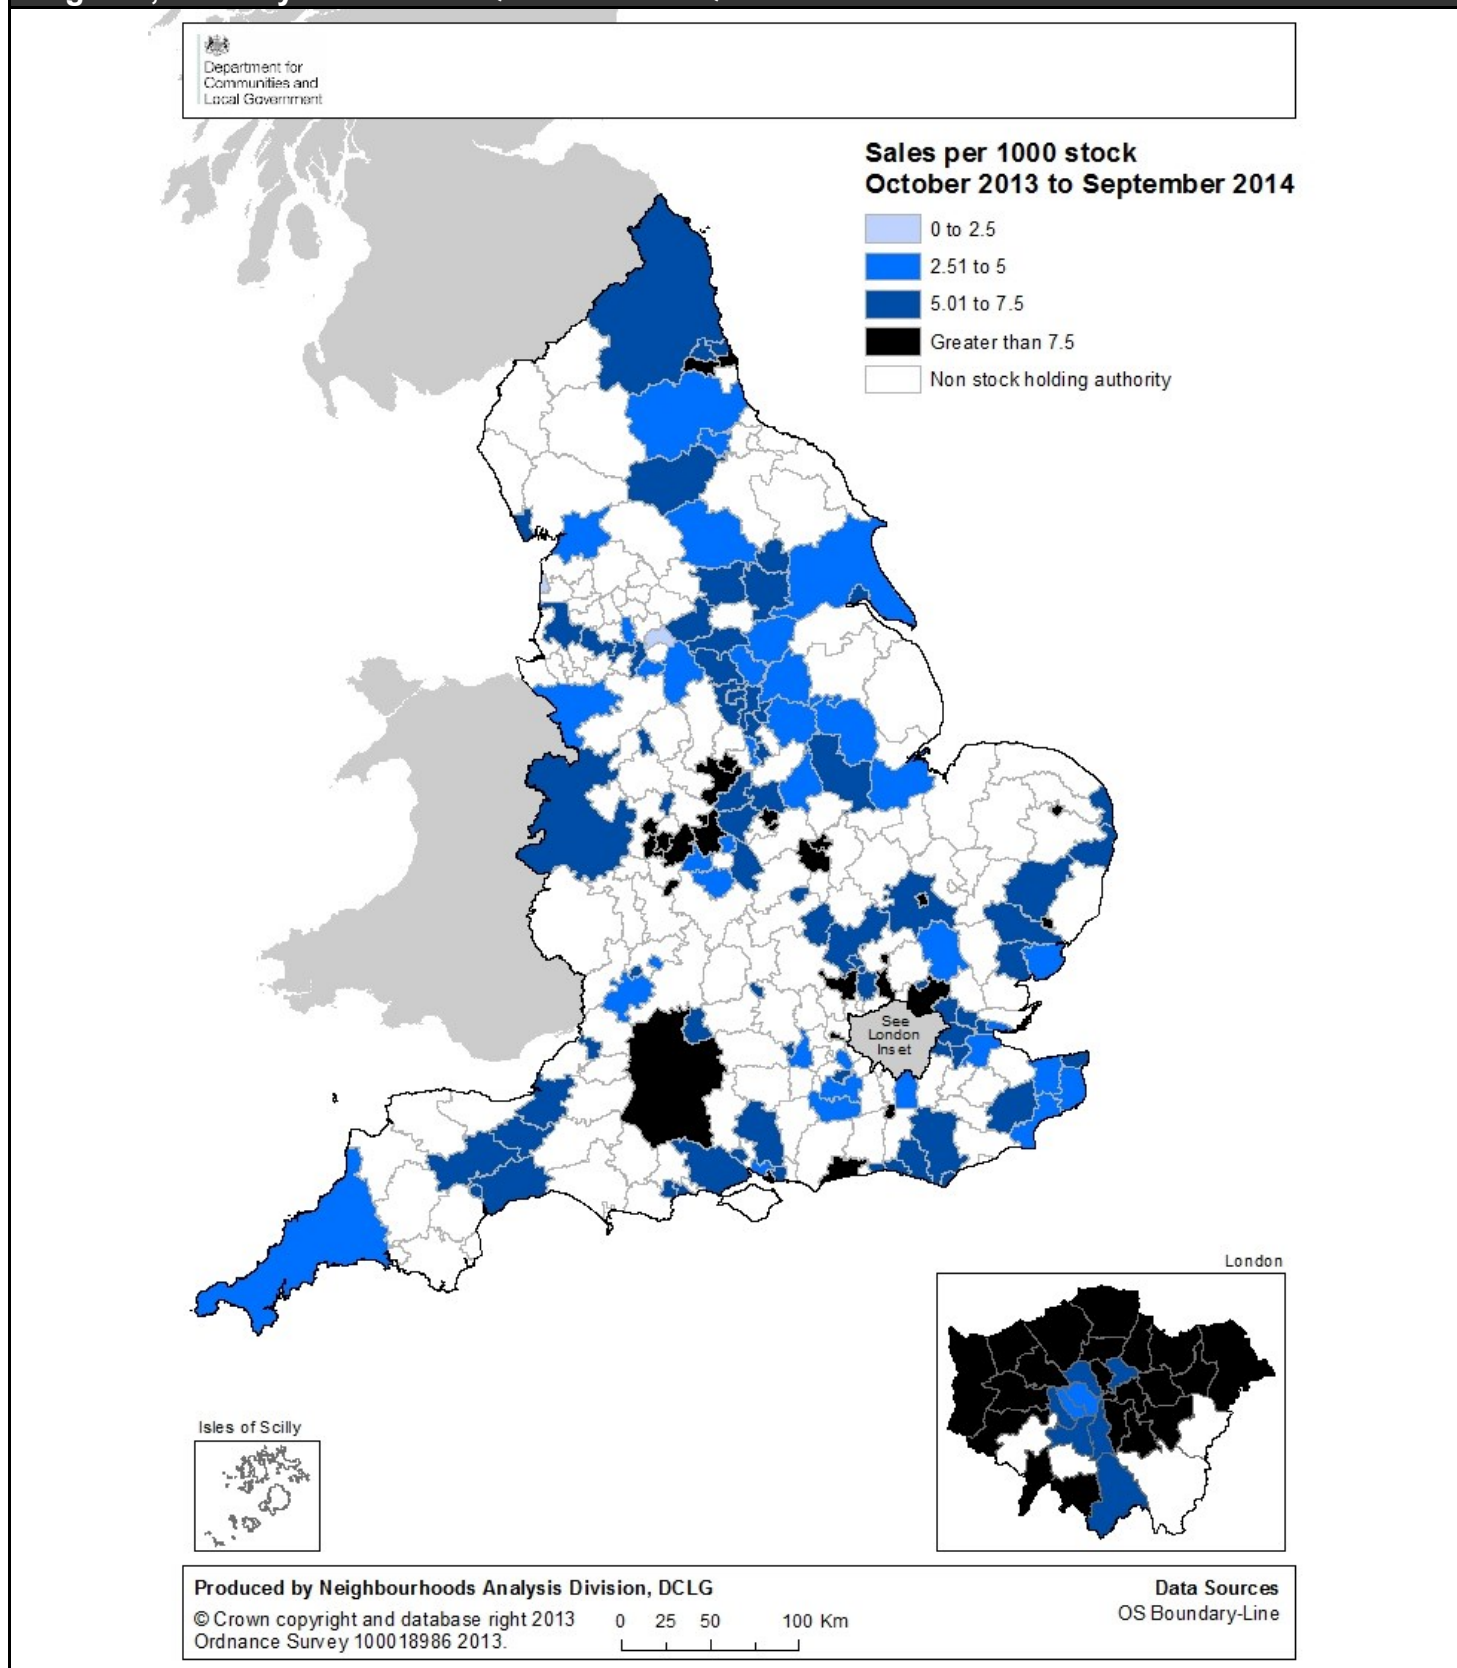 Department for
Communities and
Local Government
Sales per 1000 stock
October 2013 to September 2014
0 to 2.5
2.51 to 5
5.01 to 7.5
Greater than 7.5
Non stock holding authority
See
London
Inset
London
Isles of Scilly
Produced by Neighbourhoods Analysis Division, DCLG
© Crown copyright and database right 2013
Ordnance Survey 100018986 2013.
0 25 50 100 Km
Data Sources
OS Boundary-Line